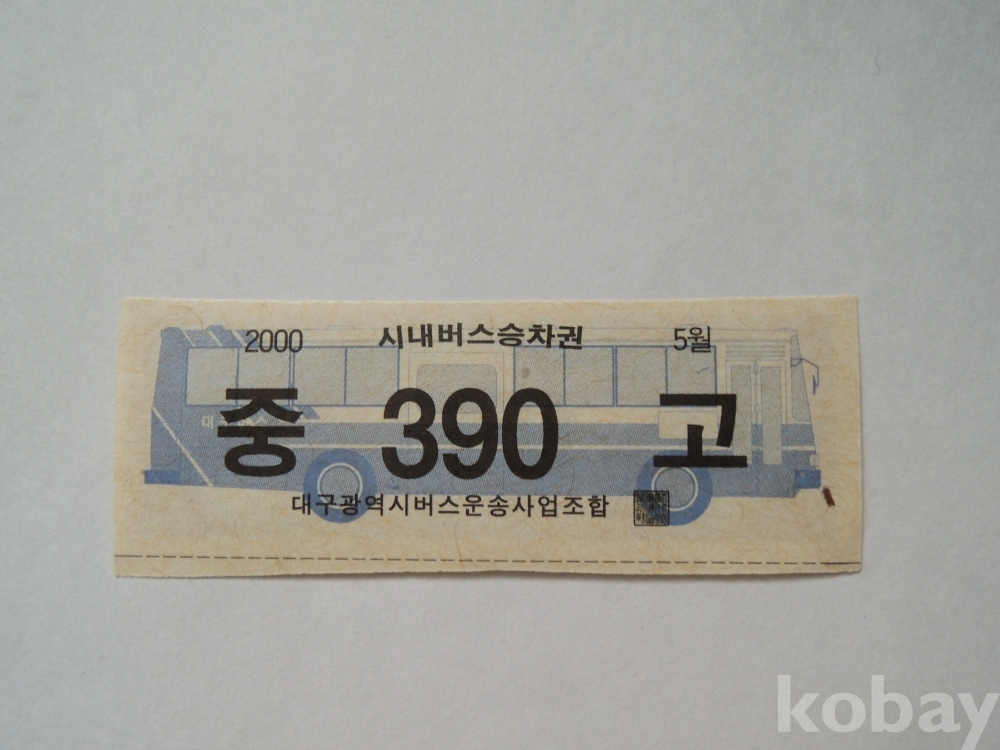 2000 시내버스승차권 5월
중 390 고
대구광역시버스운송사업조합
kobay